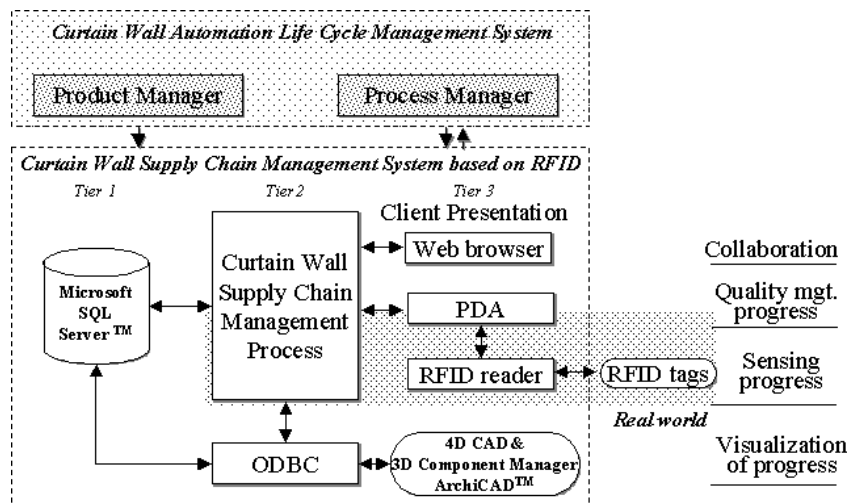 Curtain Wall Automation Life Cycle Management System
Product Manager
Process Manager
Curtain Wall Supply Chain Management System based on RFID
Tier 1
Tier 2
Tier 3
Client Presentation
Web browser
Collaboration
Curtain Wall
Supply Chain
Management
Process
Microsoft
SQL
Server TM
PDA
Quality mgt.
progress
RFID reader
RFID tags
Sensing
progress
Real world
ODBC
4D CAD &
3D Component Manager
ArchiCAD TM
Visualization
of progress